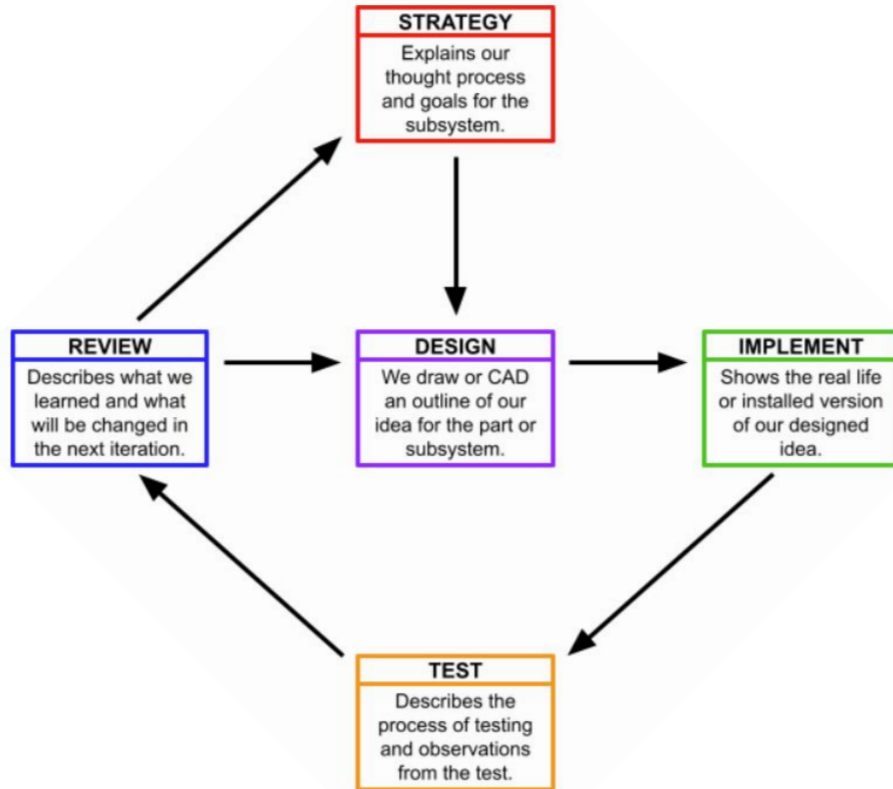 STRATEGY
Explains our
thought process
and goals for the
subsystem.
REVIEW
Describes what we
learned and what
will be changed in
the next iteration.
DESIGN
We draw or CAD
an outline of our
idea for the part or
subsystem.
IMPLEMENT
Shows the real life
or installed version
of our designed
idea.
TEST
Describes the
process of testing
and observations
from the test.